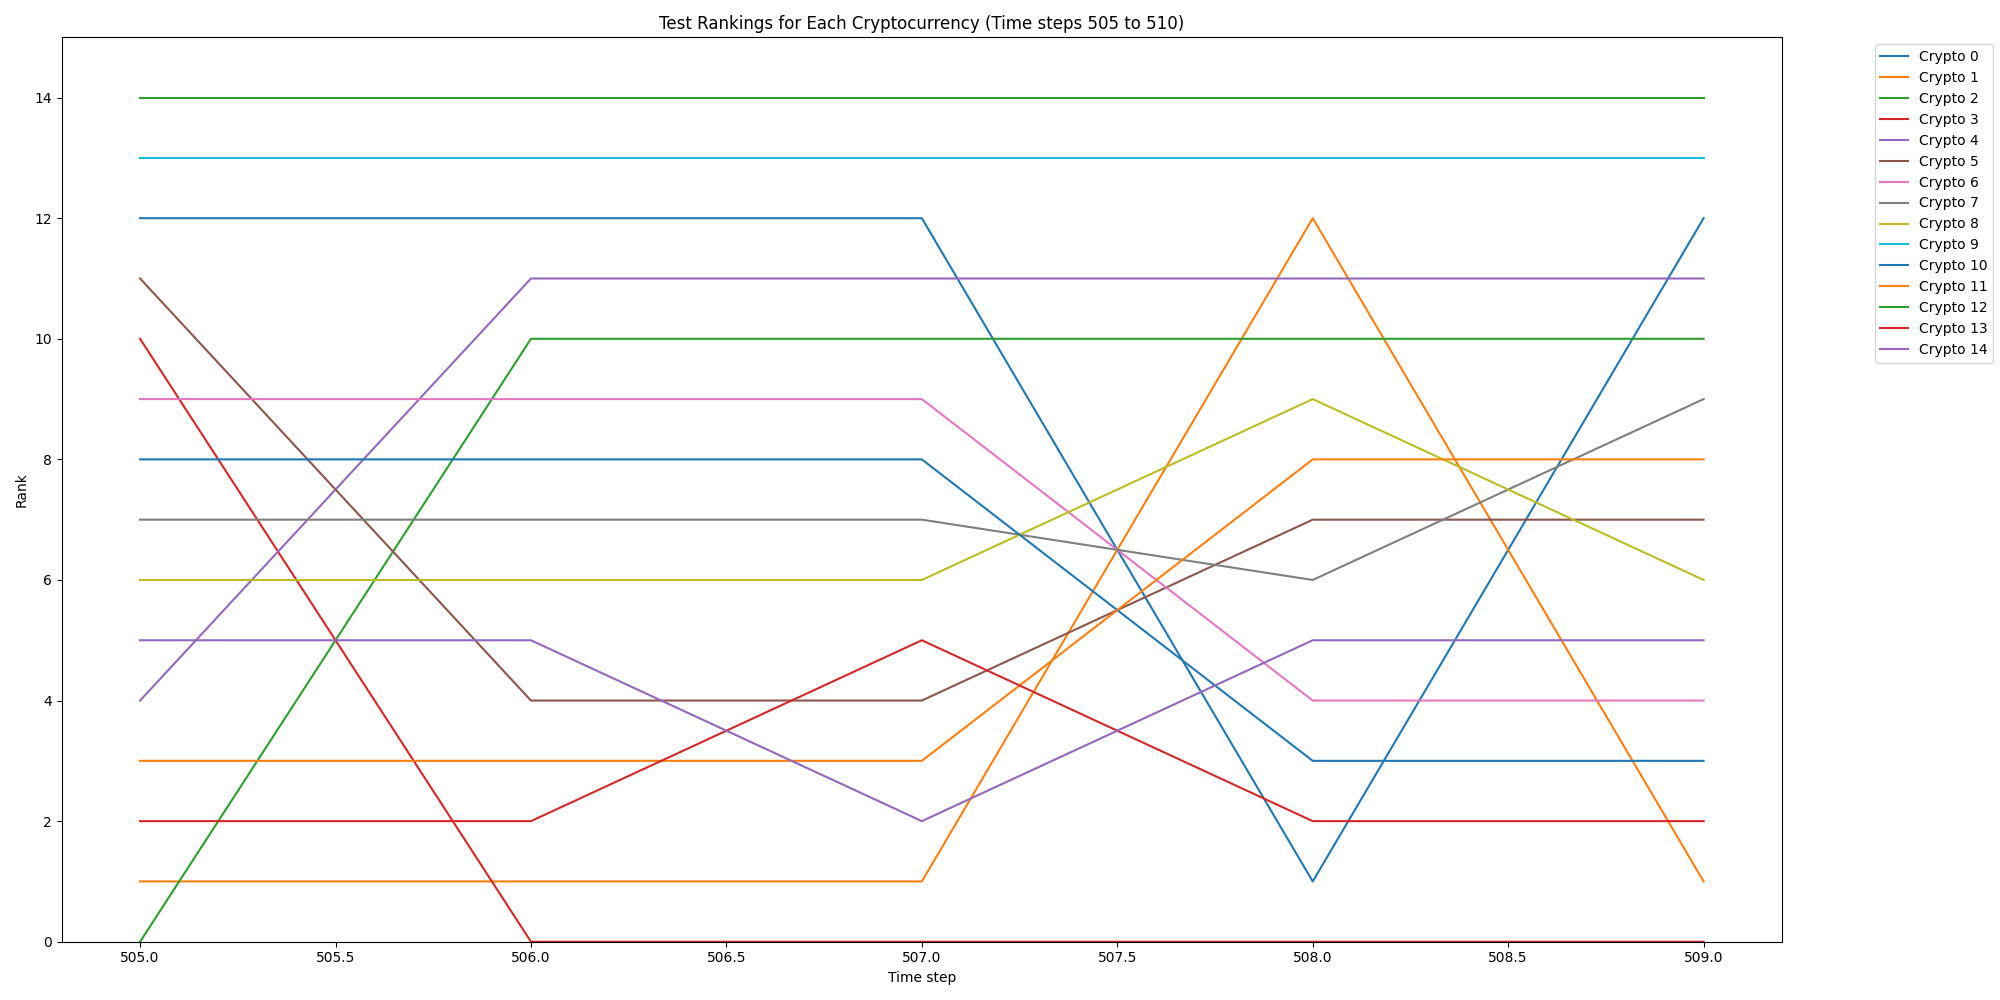 Test Rankings for Each Cryptocurrency (Time steps 505 to 510)
Rank
14
12
10
8
6
4
2
0
505.0 505.5 506.0 506.5 507.0 507.5 508.0 508.5 509.0
Time step
Crypto 0
Crypto 1
Crypto 2
Crypto 3
Crypto 4
Crypto 5
Crypto 6
Crypto 7
Crypto 8
Crypto 9
Crypto 10
Crypto 11
Crypto 12
Crypto 13
Crypto 14